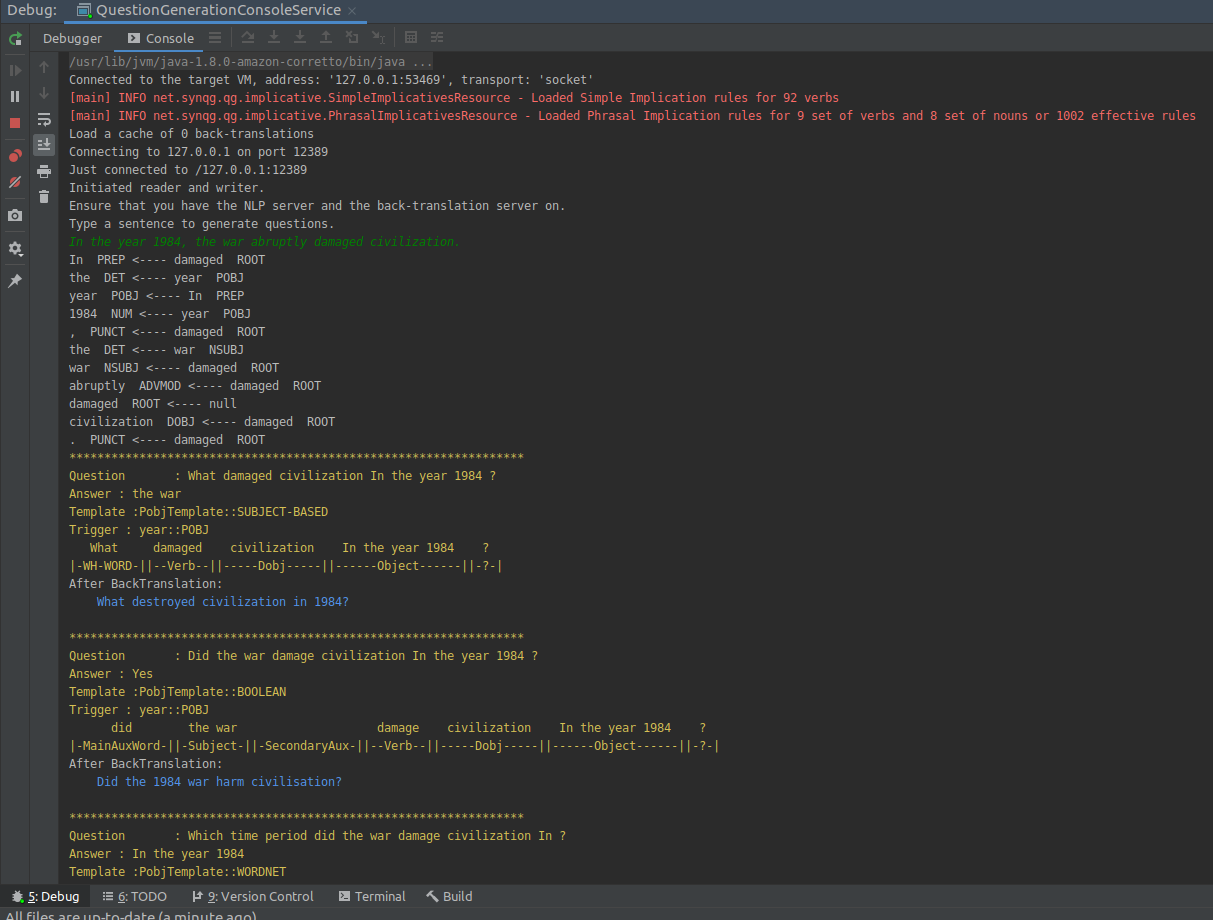 Debug: QuestionGenerationConsoleService ×
Debugger Console
/usr/lib/jvm/java-1.8.0-amazon-corretto/bin/java ...
Connected to the target VM, address: '127.0.0.1:53469', transport: 'socket'
[main] INFO net.synqg.qg.implicative.SimpleImplicativesResource - Loaded Simple Implication rules for 92 verbs
[main] INFO net.synqg.qg.implicative.PhrasalImplicativesResource - Loaded Phrasal Implication rules for 9 set of verbs and 8 set of nouns or 1002 effective rules
Load a cache of 0 back-translations
Connecting to 127.0.0.1 on port 12389
Just connected to /127.0.0.1:12389
Initiated reader and writer.
Ensure that you have the NLP server and the back-translation server on.
Type a sentence to generate questions.
In the year 1984, the war abruptly damaged civilization.
In  PREP <---- damaged  ROOT
the  DET <---- year  POBJ
year  POBJ <---- In  PREP
1984  NUM <---- year  POBJ
,  PUNCT <---- damaged  ROOT
the  DET <---- war  NSUBJ
war  NSUBJ <---- damaged  ROOT
abruptly  ADVMOD <---- damaged  ROOT
damaged  ROOT <---- null
civilization  DOBJ <---- damaged  ROOT
.  PUNCT <---- damaged  ROOT
*****************************************************************
Question       : What damaged civilization In the year 1984 ?
Answer : the war
Template :PobjTemplate::SUBJECT-BASED
Trigger : year::POBJ
   What     damaged    civilization    In the year 1984    ?
|-WH-WORD-||--Verb--||-----Dobj-----||------Object------||-?-|
After BackTranslation:
    What destroyed civilization in 1984?
*****************************************************************
Question       : Did the war damage civilization In the year 1984 ?
Answer : Yes
Template :PobjTemplate::BOOLEAN
Trigger : year::POBJ
      did        the war                    damage    civilization    In the year 1984    ?
|-MainAuxWord-||-Subject-||-SecondaryAux-||--Verb--||-----Dobj-----||------Object------||-?-|
After BackTranslation:
    Did the 1984 war harm civilisation?
*****************************************************************
Question       : Which time period did the war damage civilization In ?
Answer : In the year 1984
Template :PobjTemplate::WORDNET
5: Debug 6: TODO 9: Version Control Terminal Build
All files are up-to-date (a minute ago)